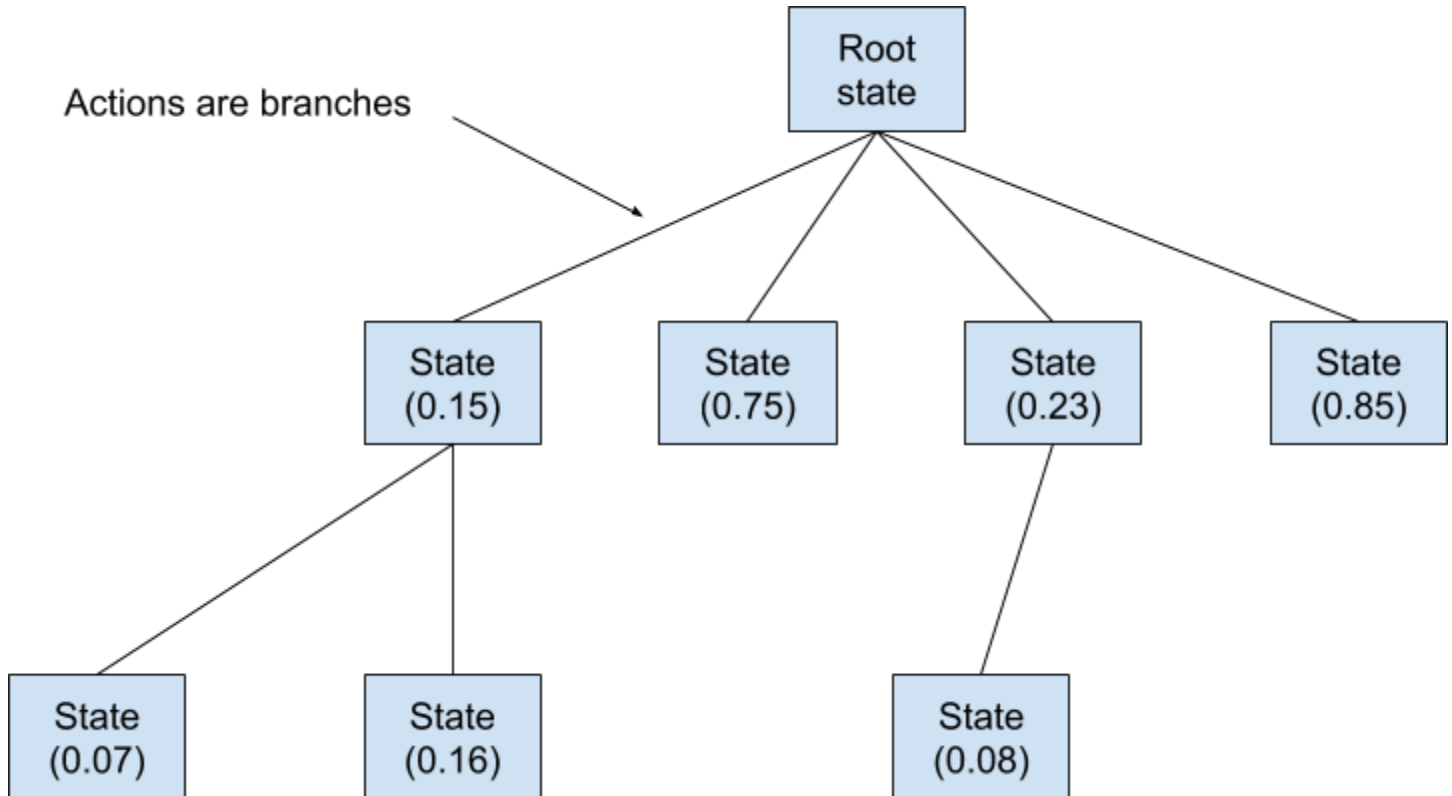 Root
state
Actions are branches
State
(0.15)
State
(0.75)
State
(0.23)
State
(0.85)
State
(0.07)
State
(0.16)
State
(0.08)